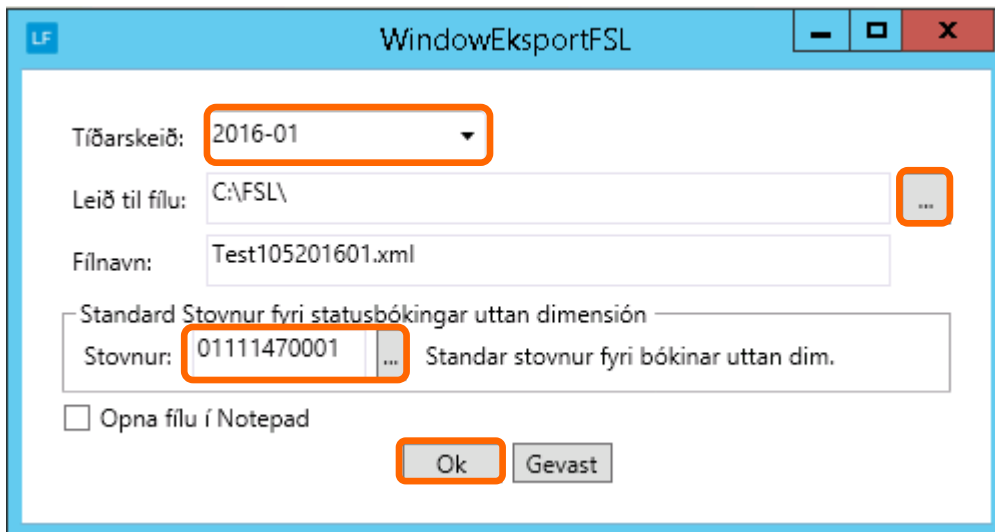 LF WindowEksportFSL
Tíðarskeið: 2016-01
Leið til fílu: C:\FSL\ ...
Fílnavn: Test105201601.xml
Standard Stovnur fyri statusbókingar uttan dimensión
Stovnur: 01111470001 ... Standar stovnur fyri bókinar uttan dim.
Opna fílu í Notepad
Ok Gevast